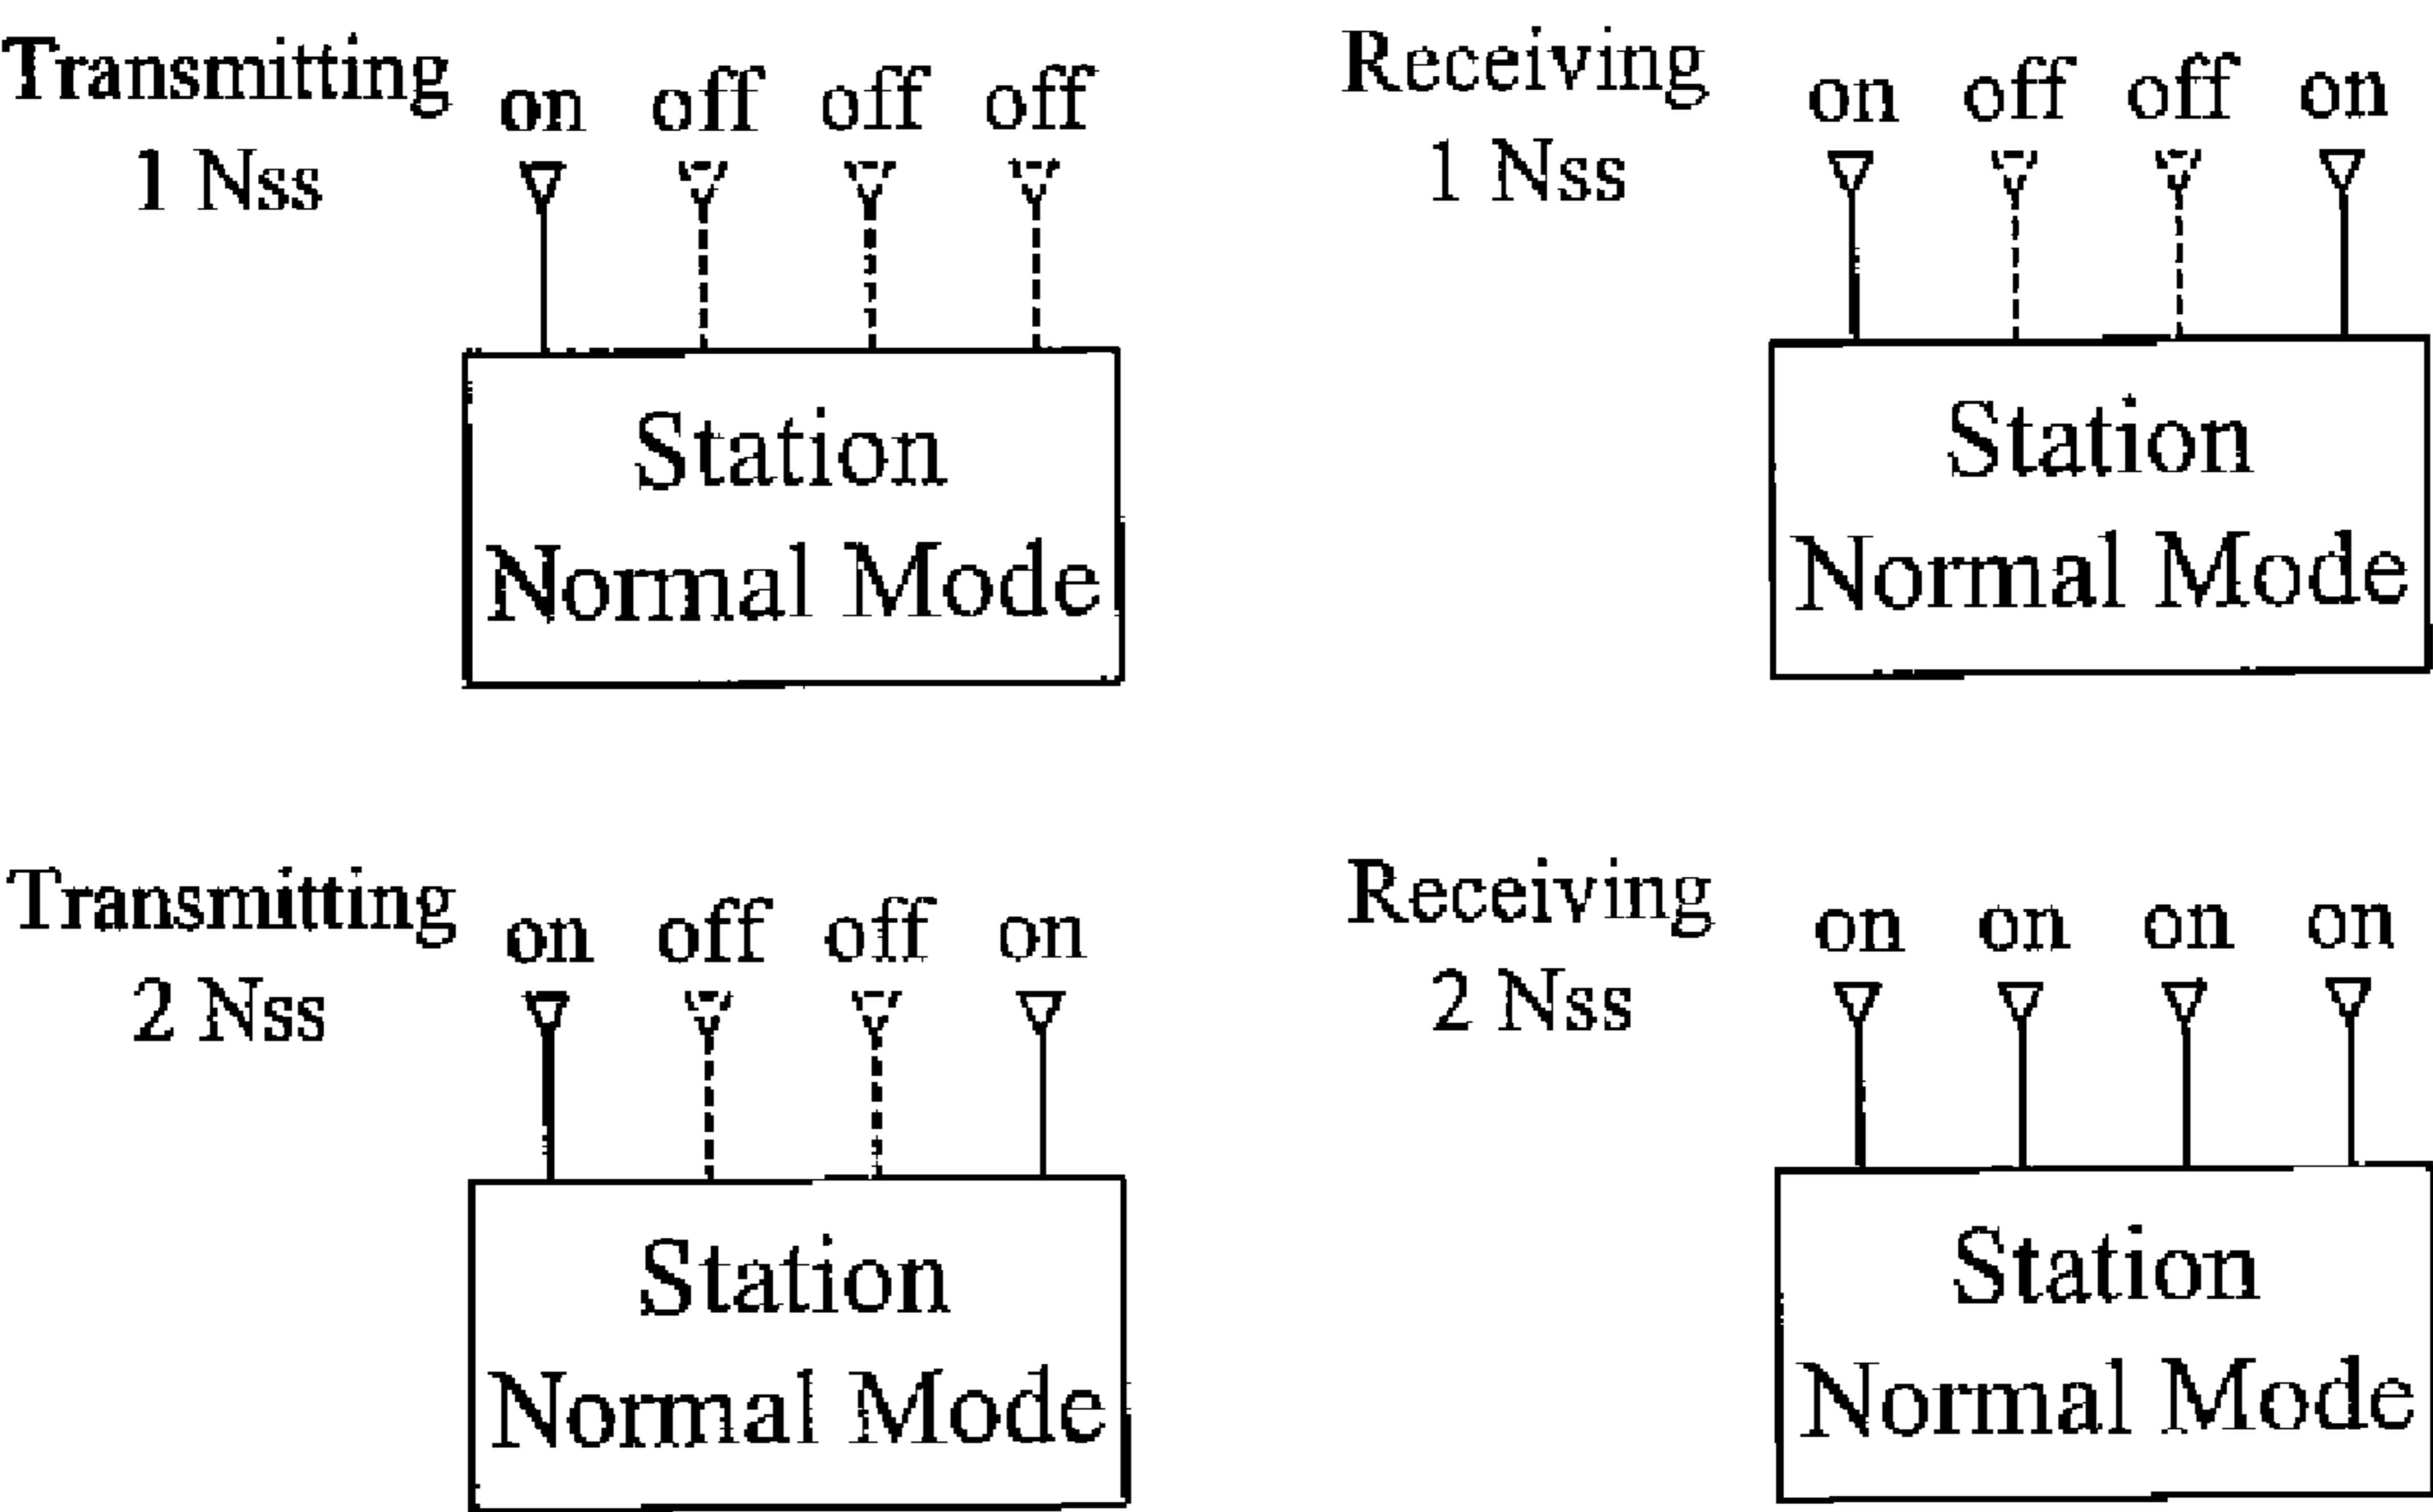 Transmitting
1 Nss
on off off off
Station
Normal Mode
Receiving
1 Nss
on off off on
Station
Normal Mode
Transmitting
2 Nss
on off off on
Station
Normal Mode
Receiving
2 Nss
on on on on
Station
Normal Mode